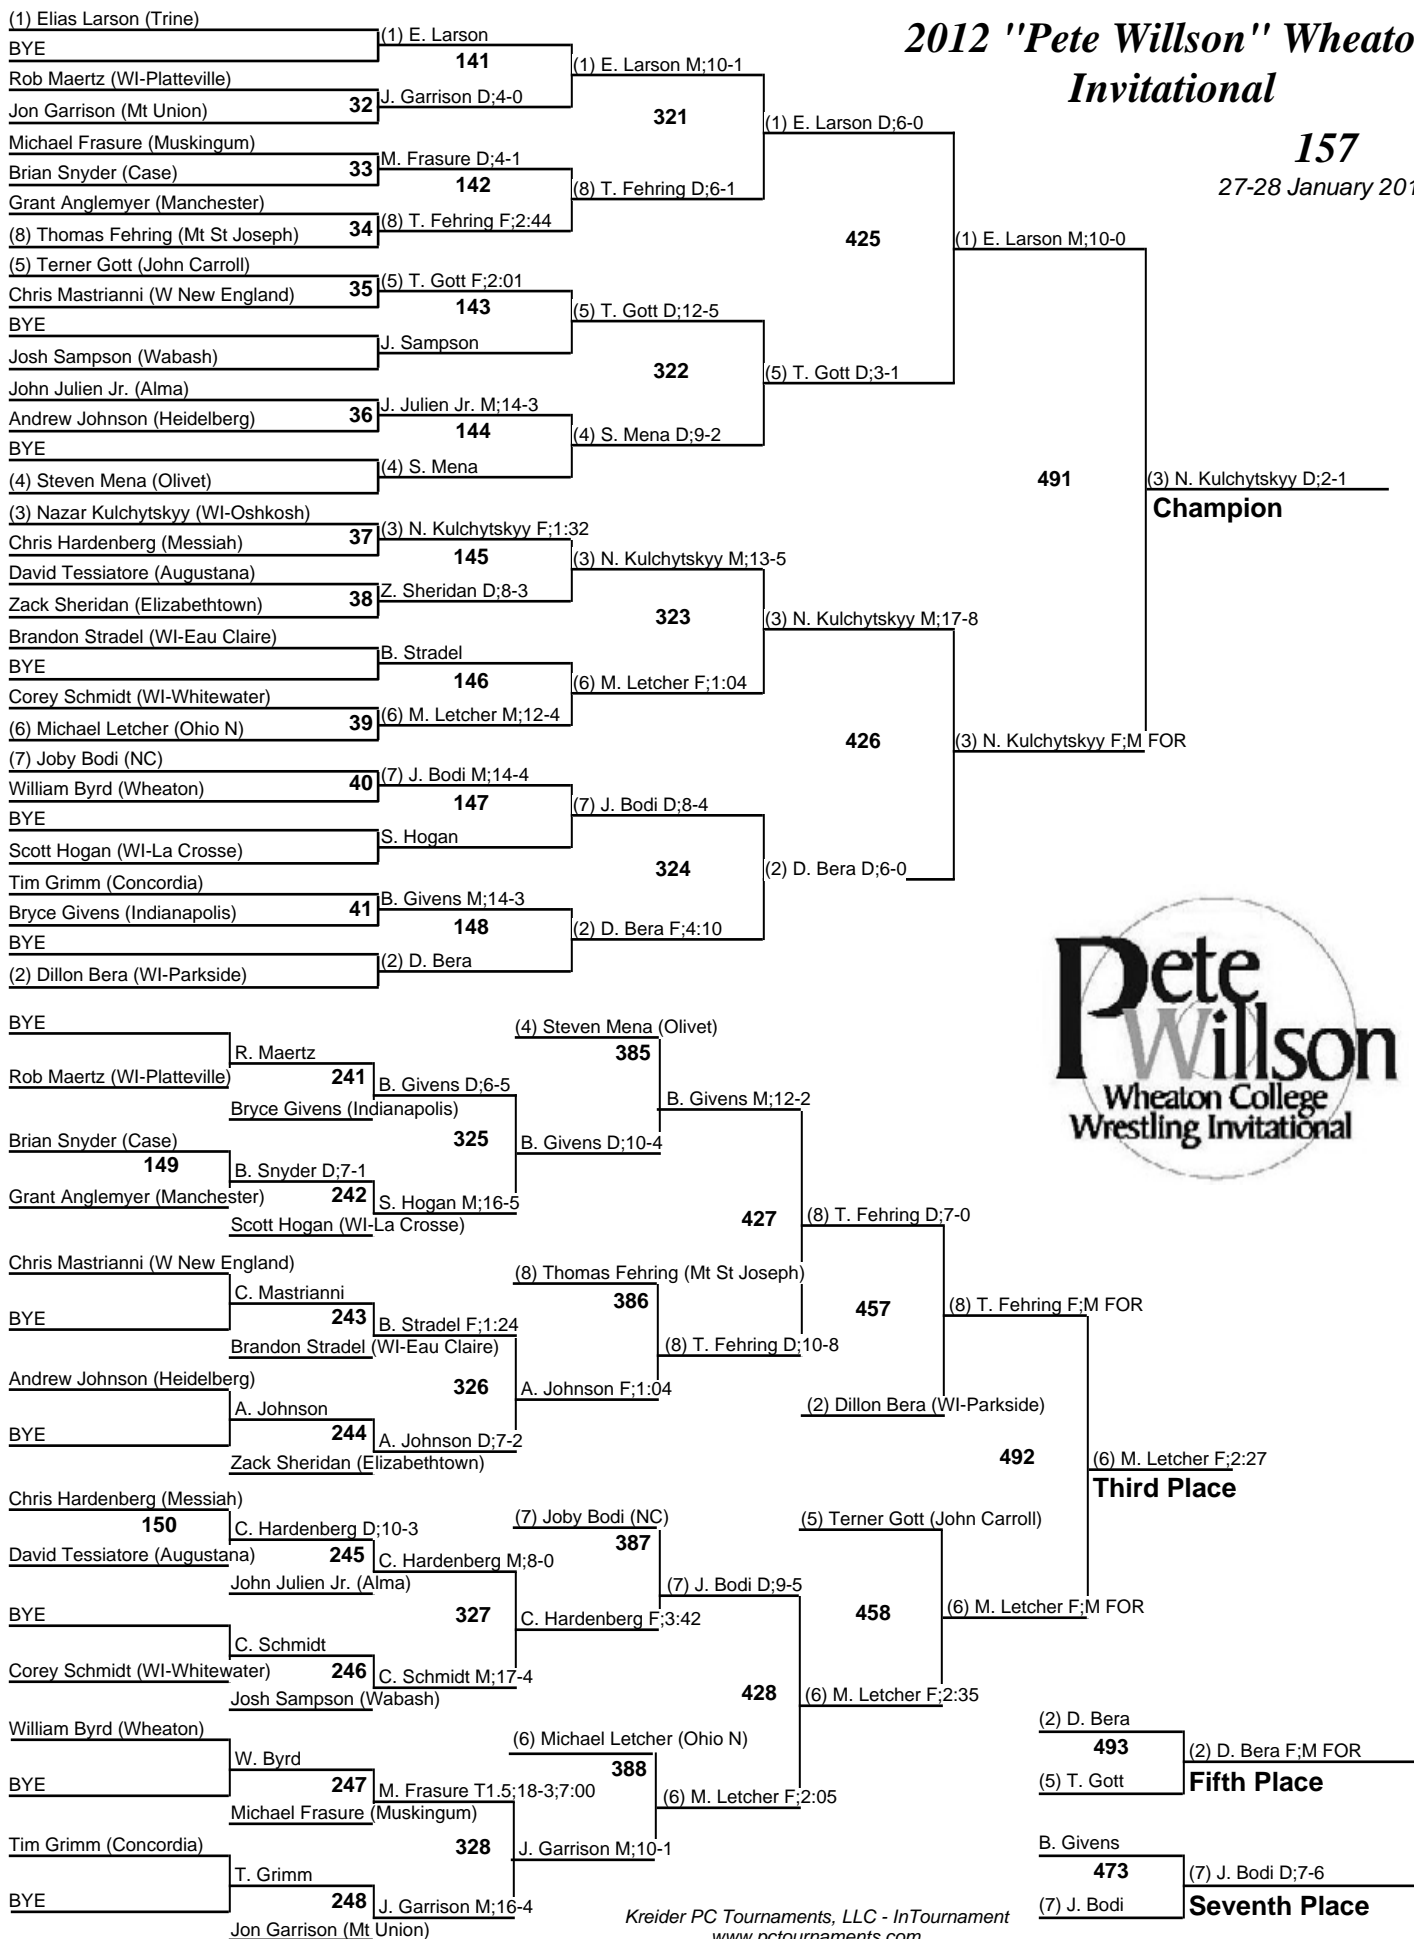 2012 "Pete Willson" Wheato
Invitational
157
27-28 January 201
(1) Elias Larson (Trine)
BYE
Rob Maertz (WI-Platteville)
Jon Garrison (Mt Union)
Michael Frasure (Muskingum)
Brian Snyder (Case)
Grant Anglemyer (Manchester)
(8) Thomas Fehring (Mt St Joseph)
(5) Terner Gott (John Carroll)
Chris Mastrianni (W New England)
BYE
Josh Sampson (Wabash)
John Julien Jr. (Alma)
Andrew Johnson (Heidelberg)
BYE
(4) Steven Mena (Olivet)
(3) Nazar Kulchytskyy (WI-Oshkosh)
Chris Hardenberg (Messiah)
David Tessiatore (Augustana)
Zack Sheridan (Elizabethtown)
Brandon Stradel (WI-Eau Claire)
BYE
Corey Schmidt (WI-Whitewater)
(6) Michael Letcher (Ohio N)
(7) Joby Bodi (NC)
William Byrd (Wheaton)
BYE
Scott Hogan (WI-La Crosse)
Tim Grimm (Concordia)
Bryce Givens (Indianapolis)
BYE
(2) Dillon Bera (WI-Parkside)
32
33
34
35
36
37
38
39
40
41
(1) E. Larson
141
J. Garrison D;4-0
M. Frasure D;4-1
142
(8) T. Fehring F;2:44
(5) T. Gott F;2:01
143
J. Sampson
J. Julien Jr. M;14-3
144
(4) S. Mena
(3) N. Kulchytskyy F;1:32
145
Z. Sheridan D;8-3
B. Stradel
146
(6) M. Letcher M;12-4
(7) J. Bodi M;14-4
147
S. Hogan
B. Givens M;14-3
148
(2) D. Bera
(1) E. Larson M;10-1
321
(8) T. Fehring D;6-1
(5) T. Gott D;12-5
322
(4) S. Mena D;9-2
(3) N. Kulchytskyy M;13-5
323
(6) M. Letcher F;1:04
(7) J. Bodi D;8-4
324
(2) D. Bera F;4:10
(1) E. Larson D;6-0
425
(5) T. Gott D;3-1
(3) N. Kulchytskyy M;17-8
426
(2) D. Bera D;6-0
(1) E. Larson M;10-0
491
(3) N. Kulchytskyy F;M FOR
(3) N. Kulchytskyy D;2-1
Champion
Pete
Willson
Wheaton College
Wrestling Invitational
BYE
Rob Maertz (WI-Platteville)
Brian Snyder (Case)
149
Grant Anglemyer (Manchester)
Chris Mastrianni (W New England)
BYE
Andrew Johnson (Heidelberg)
BYE
Chris Hardenberg (Messiah)
150
David Tessiatore (Augustana)
BYE
Corey Schmidt (WI-Whitewater)
William Byrd (Wheaton)
BYE
Tim Grimm (Concordia)
BYE
R. Maertz
241
Bryce Givens (Indianapolis)
B. Snyder D;7-1
242
Scott Hogan (WI-La Crosse)
C. Mastrianni
243
Brandon Stradel (WI-Eau Claire)
A. Johnson
244
Zack Sheridan (Elizabethtown)
C. Hardenberg D;10-3
245
John Julien Jr. (Alma)
C. Schmidt
246
Josh Sampson (Wabash)
W. Byrd
247
Michael Frasure (Muskingum)
T. Grimm
248
Jon Garrison (Mt Union)
B. Givens D;6-5
325
S. Hogan M;16-5
B. Stradel F;1:24
326
A. Johnson D;7-2
C. Hardenberg M;8-0
327
C. Schmidt M;17-4
M. Frasure T1.5;18-3;7:00
328
J. Garrison M;16-4
(4) Steven Mena (Olivet)
385
B. Givens D;10-4
(8) Thomas Fehring (Mt St Joseph)
386
A. Johnson F;1:04
(7) Joby Bodi (NC)
387
C. Hardenberg F;3:42
(6) Michael Letcher (Ohio N)
388
J. Garrison M;10-1
B. Givens M;12-2
427
(8) T. Fehring D;10-8
(7) J. Bodi D;9-5
428
(6) M. Letcher F;2:05
(8) T. Fehring D;7-0
457
(2) Dillon Bera (WI-Parkside)
(5) Terner Gott (John Carroll)
458
(6) M. Letcher F;2:35
(8) T. Fehring F;M FOR
492
(6) M. Letcher F;M FOR
(6) M. Letcher F;2:27
Third Place
(2) D. Bera
493
(5) T. Gott
(2) D. Bera F;M FOR
Fifth Place
B. Givens
473
(7) J. Bodi
(7) J. Bodi D;7-6
Seventh Place
Kreider PC Tournaments, LLC - InTournament
www.pctournaments.com